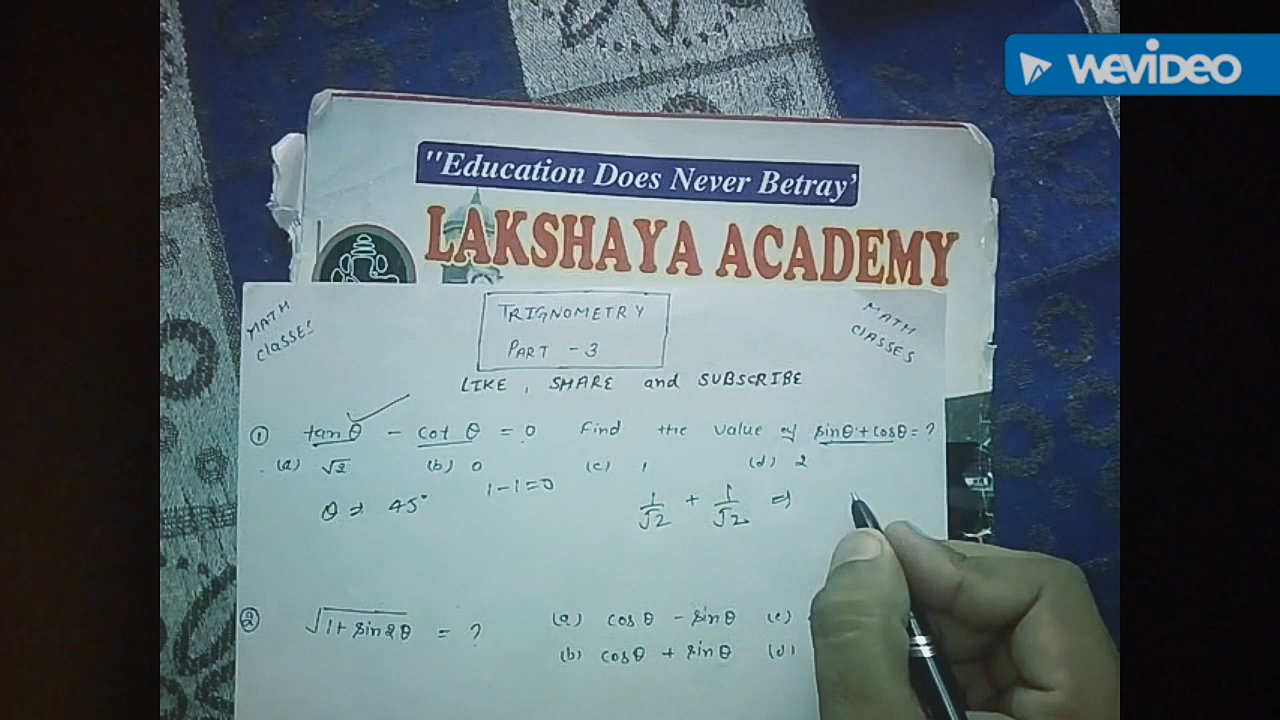 WEVIDEO
"Education Does Never Betray'
LAKSHAYA ACADEMY
MATH
CLASSES
TRIGNOMETRY
PART - 3
MATH
CLASSES
LIKE, SHARE and SUBSCRIBE
① tanθ - cotθ = 0 Find the value of sinθ + cosθ = ?
(a) √2 (b) 0 (c) 1 (d) 2
θ ⇒ 45° 1-1=0 1/√2 + 1/√2 ⇒
② √1+sin2θ = ? (a) cosθ - sinθ (c)
(b) cosθ + sinθ (d)